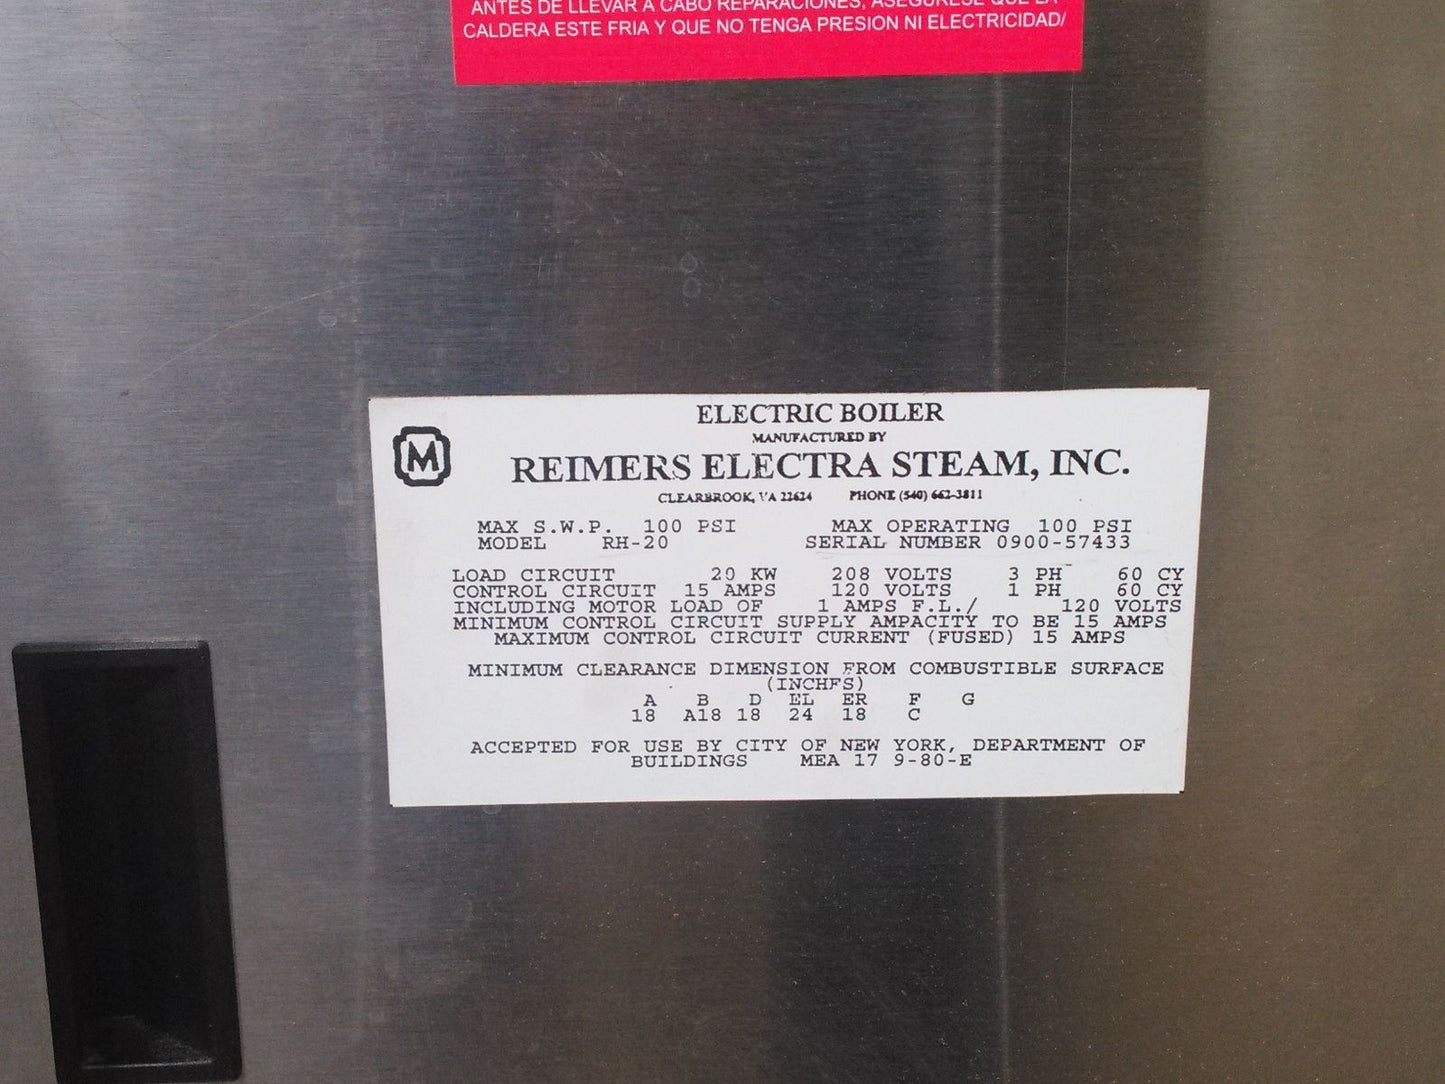 ANTES DE LLEVAR A CABO REPARACIONES, ASEGURESE QUE LA
CALDERA ESTE FRIA Y QUE NO TENGA PRESION NI ELECTRICIDAD/
M
ELECTRIC BOILER
MANUFACTURED BY
REIMERS ELECTRA STEAM, INC.
CLEARBROOK, VA 22624 PHONE (540) 662-3811
MAX S.W.P. 100 PSI MAX OPERATING 100 PSI
MODEL RH-20 SERIAL NUMBER 0900-57433
LOAD CIRCUIT 20 KW 208 VOLTS 3 PH 60 CY
CONTROL CIRCUIT 15 AMPS 120 VOLTS 1 PH 60 CY
INCLUDING MOTOR LOAD OF 1 AMPS F.L./ 120 VOLTS
MINIMUM CONTROL CIRCUIT SUPPLY AMPACITY TO BE 15 AMPS
MAXIMUM CONTROL CIRCUIT CURRENT (FUSED) 15 AMPS
MINIMUM CLEARANCE DIMENSION FROM COMBUSTIBLE SURFACE
(INCHES)
A B D EL ER F G
18 A18 18 24 18 C
ACCEPTED FOR USE BY CITY OF NEW YORK, DEPARTMENT OF
BUILDINGS MEA 17 9-80-E